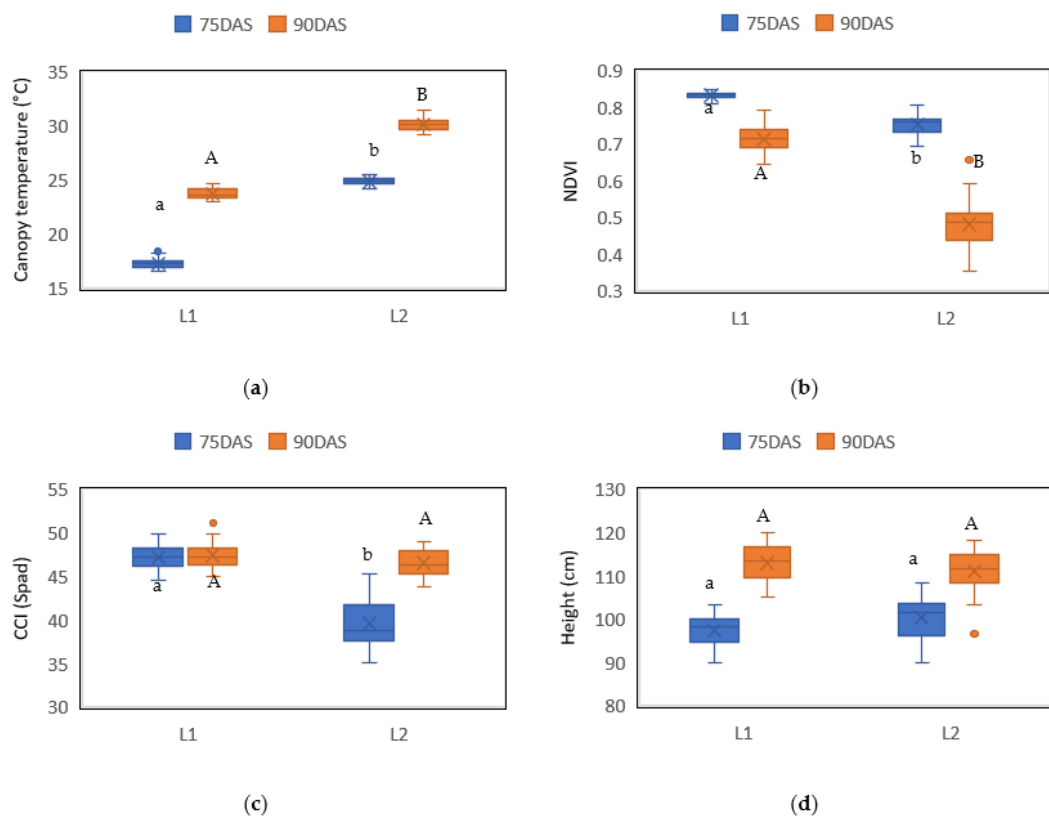 75DAS 90DAS
Canopy temperature (°C)
35
30
25
20
15
a
A
b
B
L1 L2
(a)
75DAS 90DAS
NDVI
0.9
0.8
0.7
0.6
0.5
0.4
0.3
a
A
b
B
L1 L2
(b)
75DAS 90DAS
CCI (Spad)
55
50
45
40
35
30
a
A
b
A
L1 L2
(c)
75DAS 90DAS
Height (cm)
130
120
110
100
90
80
a
A
a
A
L1 L2
(d)